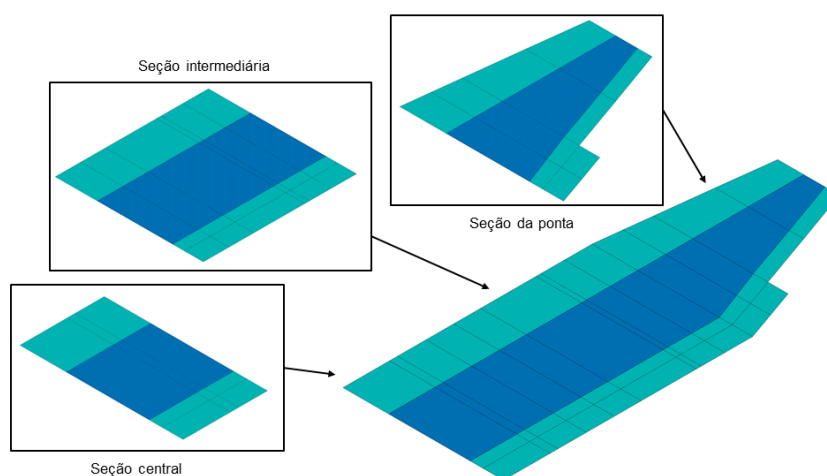 Seção intermediária
Seção da ponta
Seção central